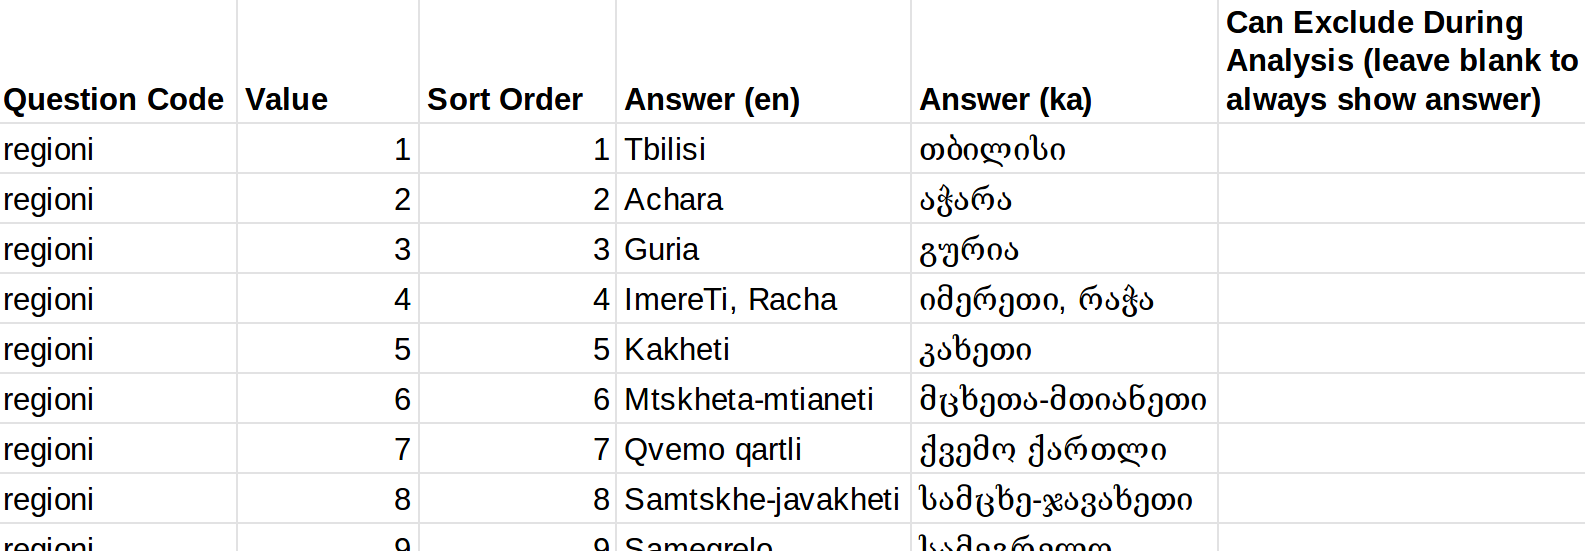 Question Code Value Sort Order Answer (en) Answer (ka) Can Exclude During Analysis (leave blank to always show answer)
regioni 1 1 Tbilisi თბილისი
regioni 2 2 Achara აჭარა
regioni 3 3 Guria გურია
regioni 4 4 ImereTi, Racha იმერეთი, რაჭა
regioni 5 5 Kakheti კახეთი
regioni 6 6 Mtskheta-mtianeti მცხეთა-მთიანეთი
regioni 7 7 Qvemo qartli ქვემო ქართლი
regioni 8 8 Samtskhe-javakheti სამცხე-ჯავახეთი
regioni 9 9 Samegrelo სამეგრელო